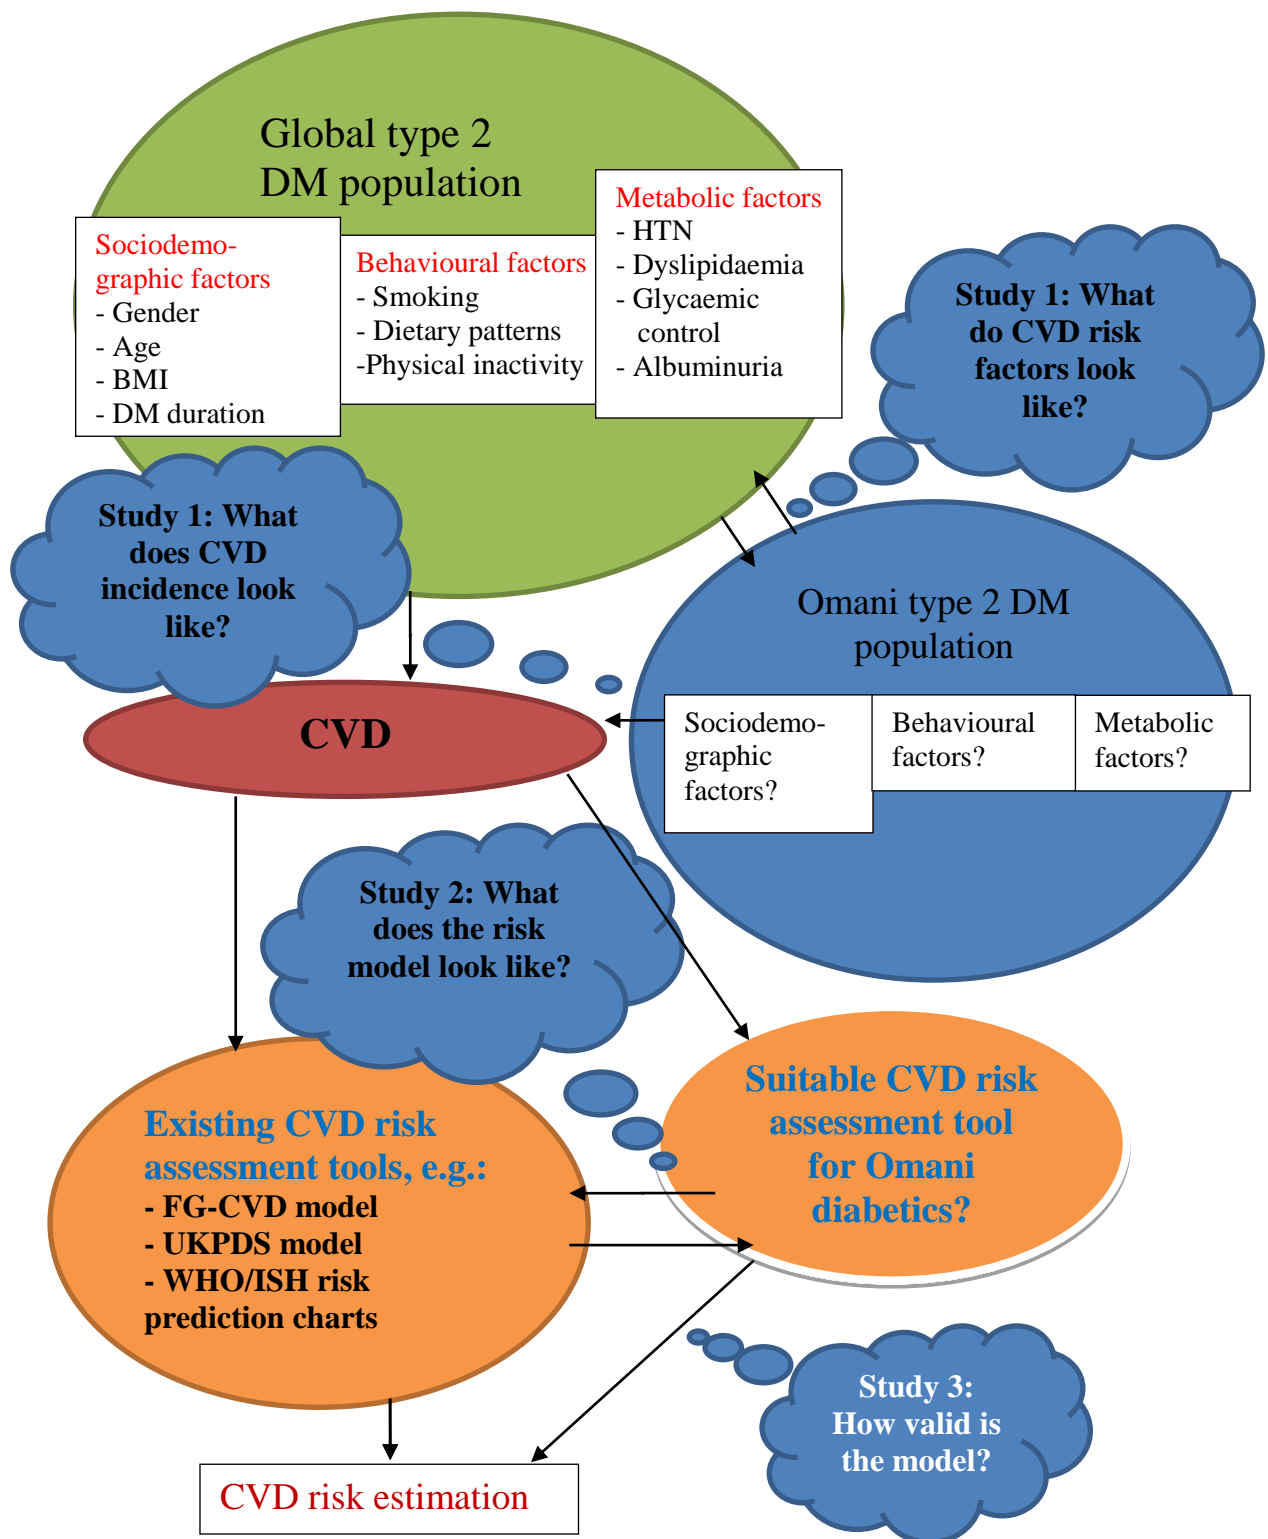 Global type 2
DM population
Sociodemo-
graphic factors
- Gender
- Age
- BMI
- DM duration
Behavioural factors
- Smoking
- Dietary patterns
-Physical inactivity
Metabolic factors
- HTN
- Dyslipidaemia
- Glycaemic
control
- Albuminuria
Study 1: What
do CVD risk
factors look
like?
Study 1: What
does CVD
incidence look
like?
Omani type 2 DM
population
Sociodemo-
graphic
factors?
Behavioural
factors?
Metabolic
factors?
CVD
Study 2: What
does the risk
model look like?
Existing CVD risk
assessment tools, e.g.:
- FG-CVD model
- UKPDS model
- WHO/ISH risk
prediction charts
Suitable CVD risk
assessment tool
for Omani
diabetics?
Study 3:
How valid is
the model?
CVD risk estimation